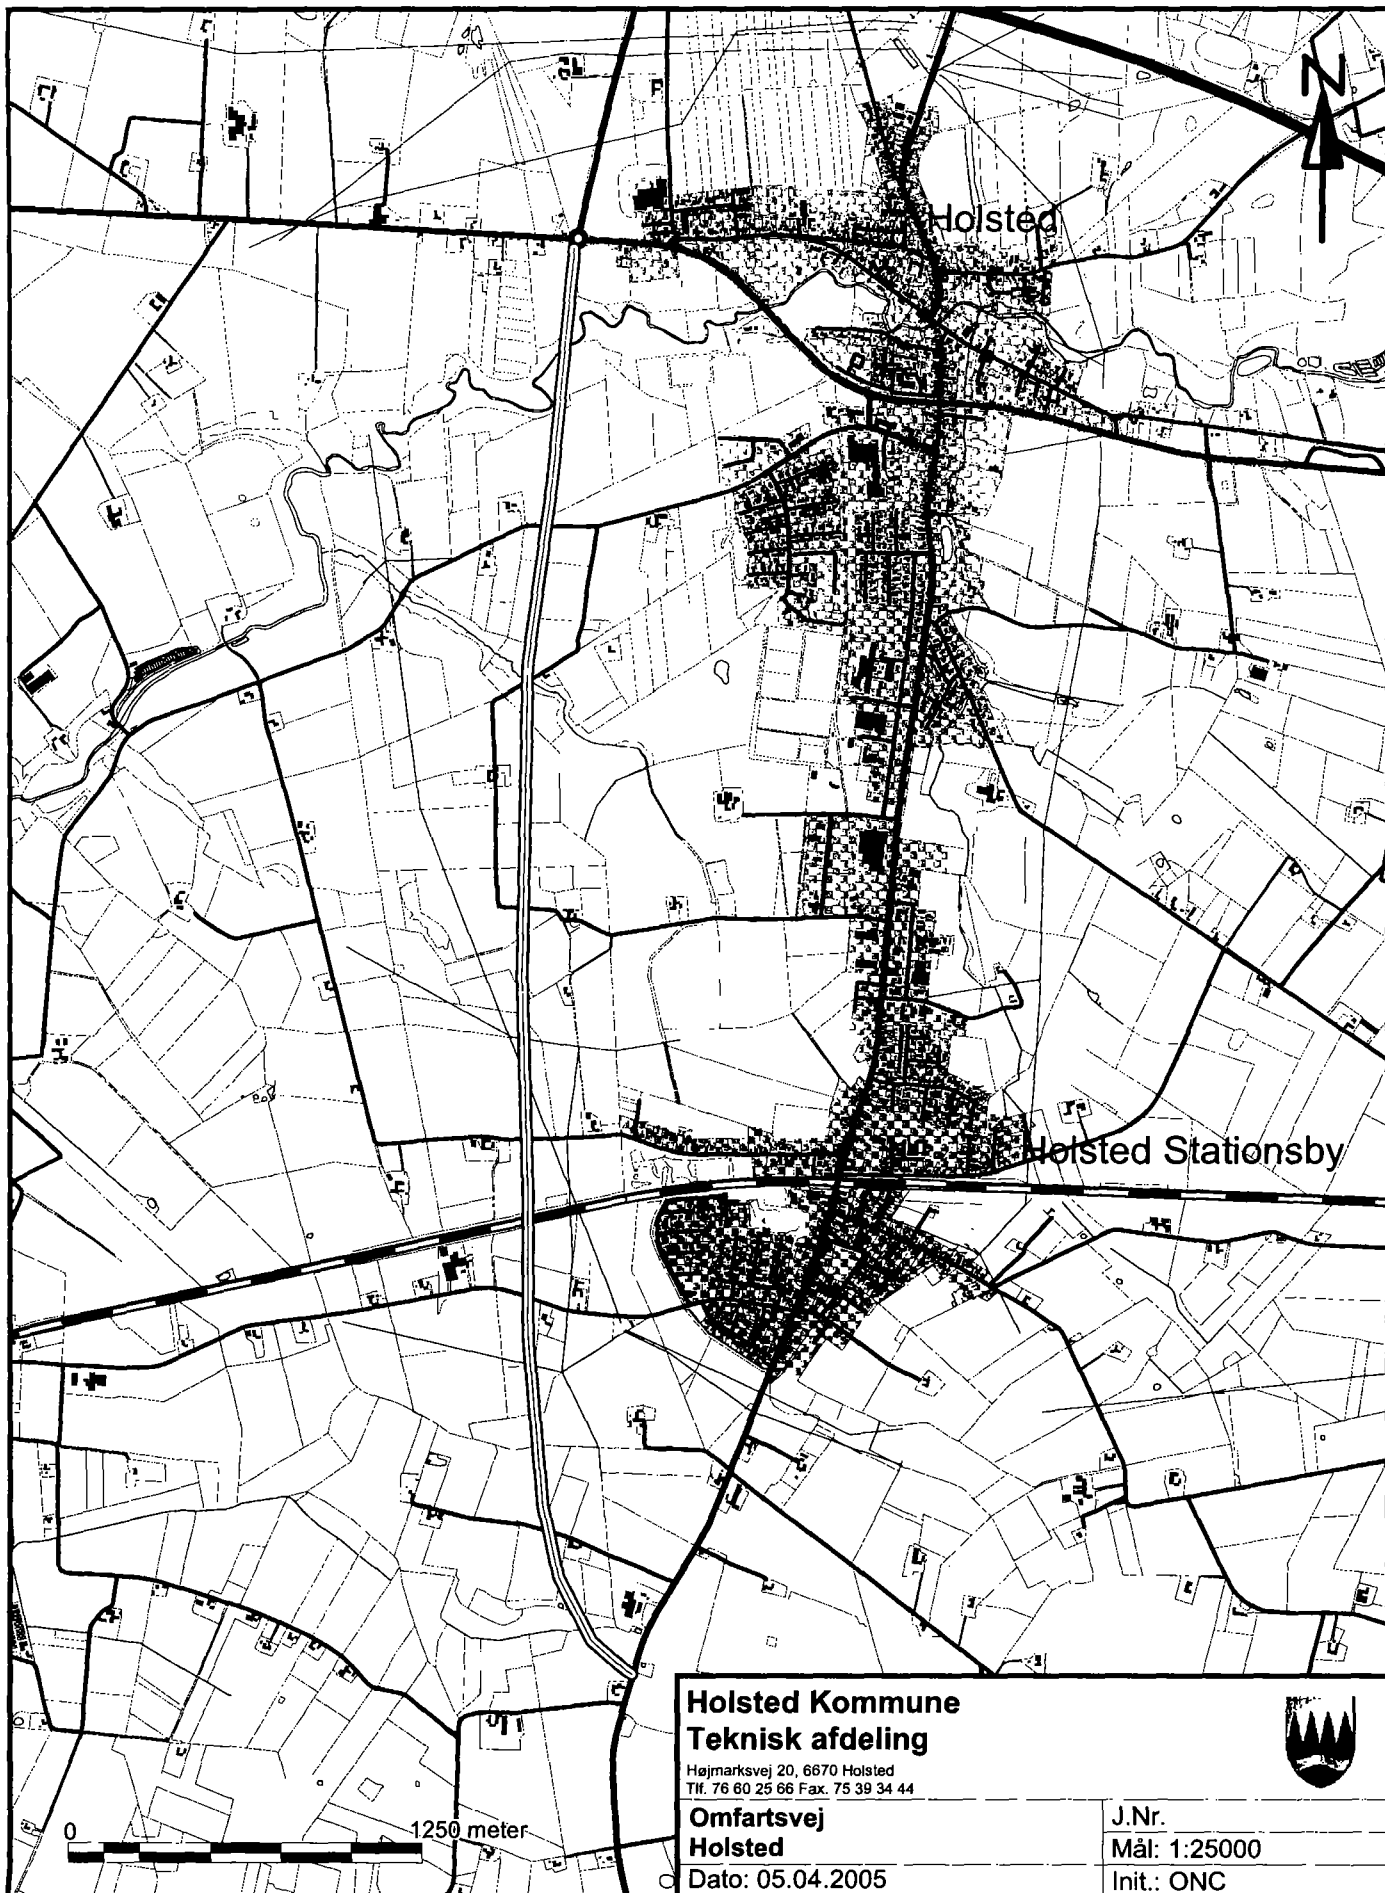 N
Holsted
Holsted Stationsby
0 1250 meter
Holsted Kommune
Teknisk afdeling
Højmarksvej 20, 6670 Holsted
Tlf. 76 60 25 66 Fax. 75 39 34 44
Omfartsvej
Holsted
Dato: 05.04.2005
J.Nr.
Mål: 1:25000
Init.: ONC